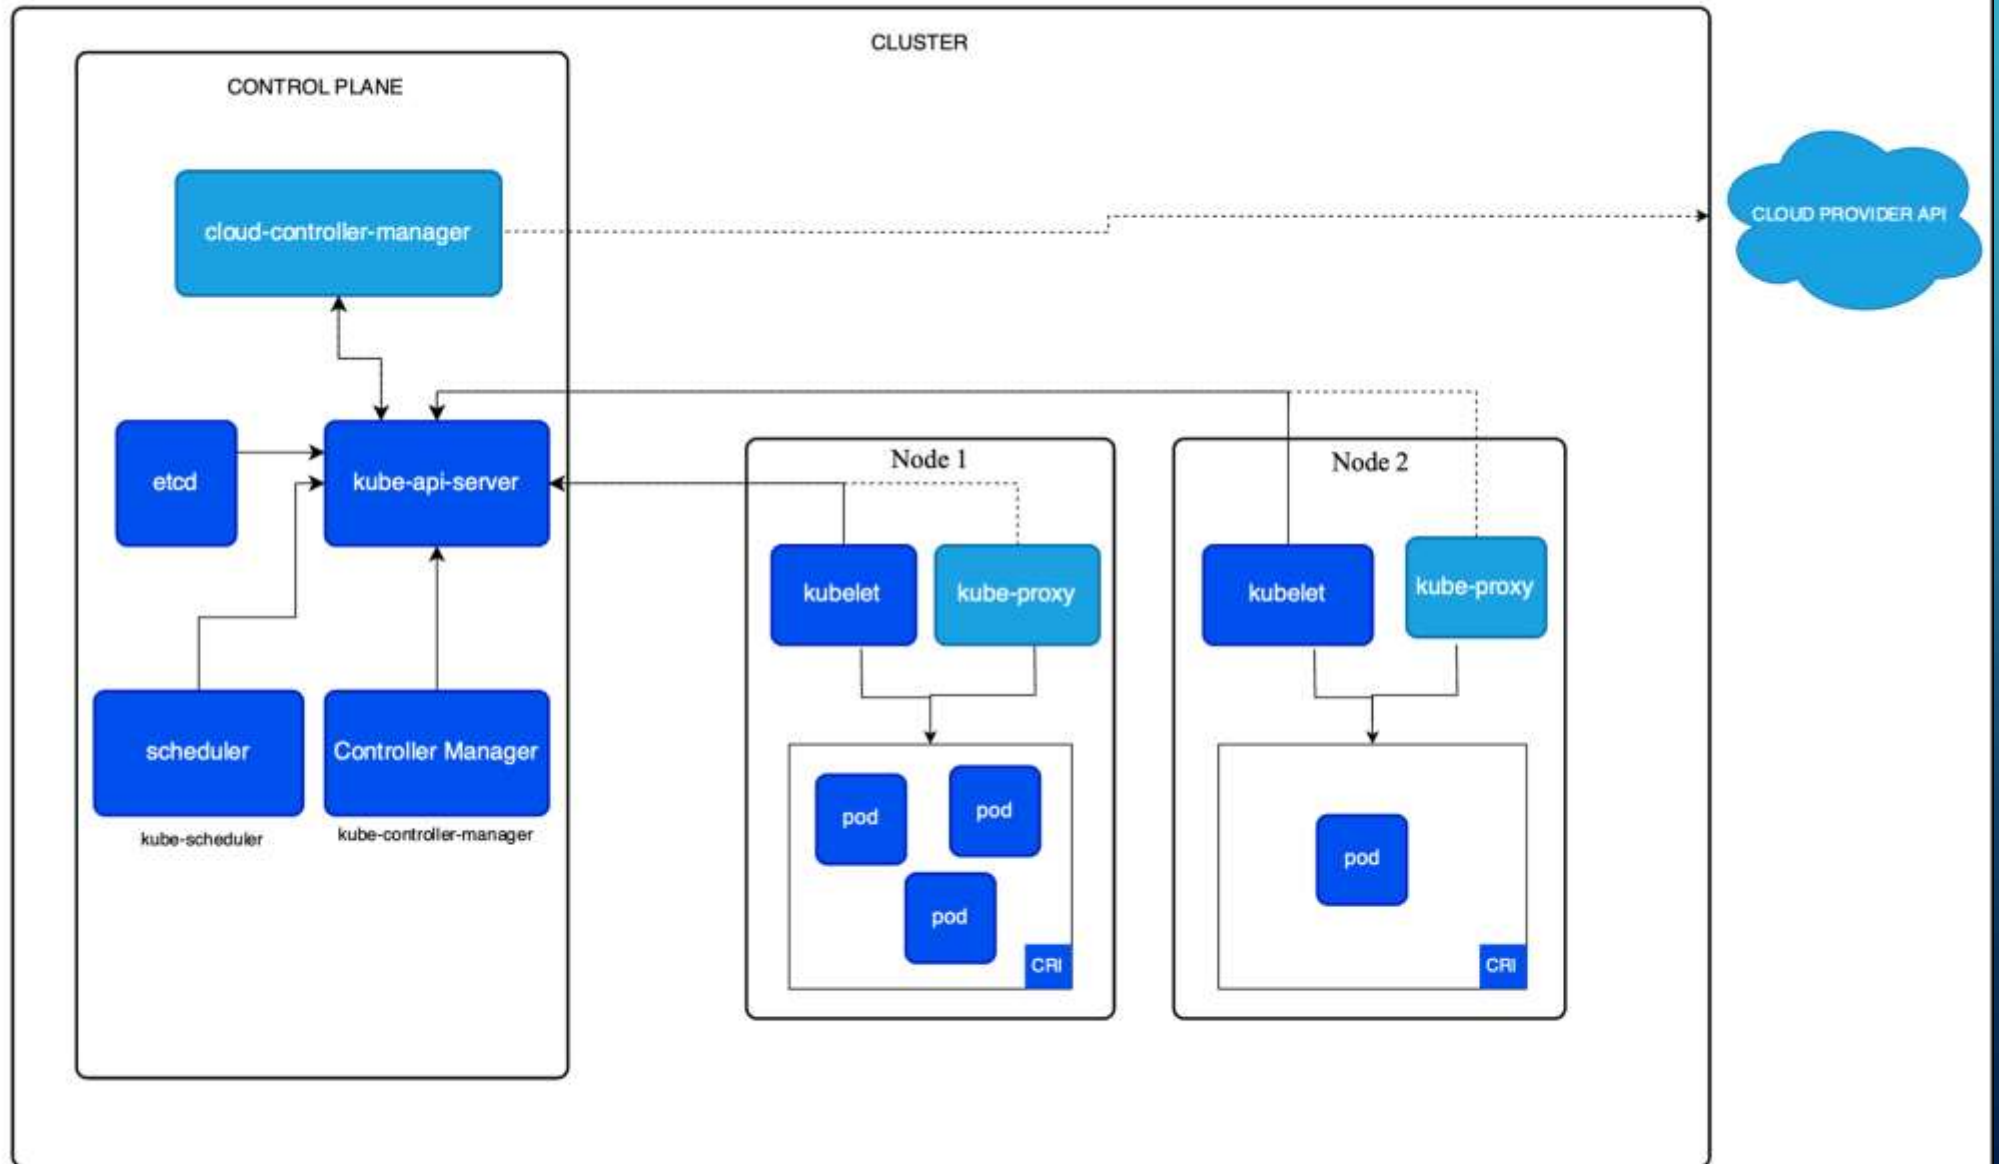 CLUSTER
CONTROL PLANE
cloud-controller-manager
CLOUD PROVIDER API
etcd
kube-api-server
scheduler
kube-scheduler
Controller Manager
kube-controller-manager
Node 1
kubelet
kube-proxy
pod
pod
pod
CRI
Node 2
kubelet
kube-proxy
pod
CRI